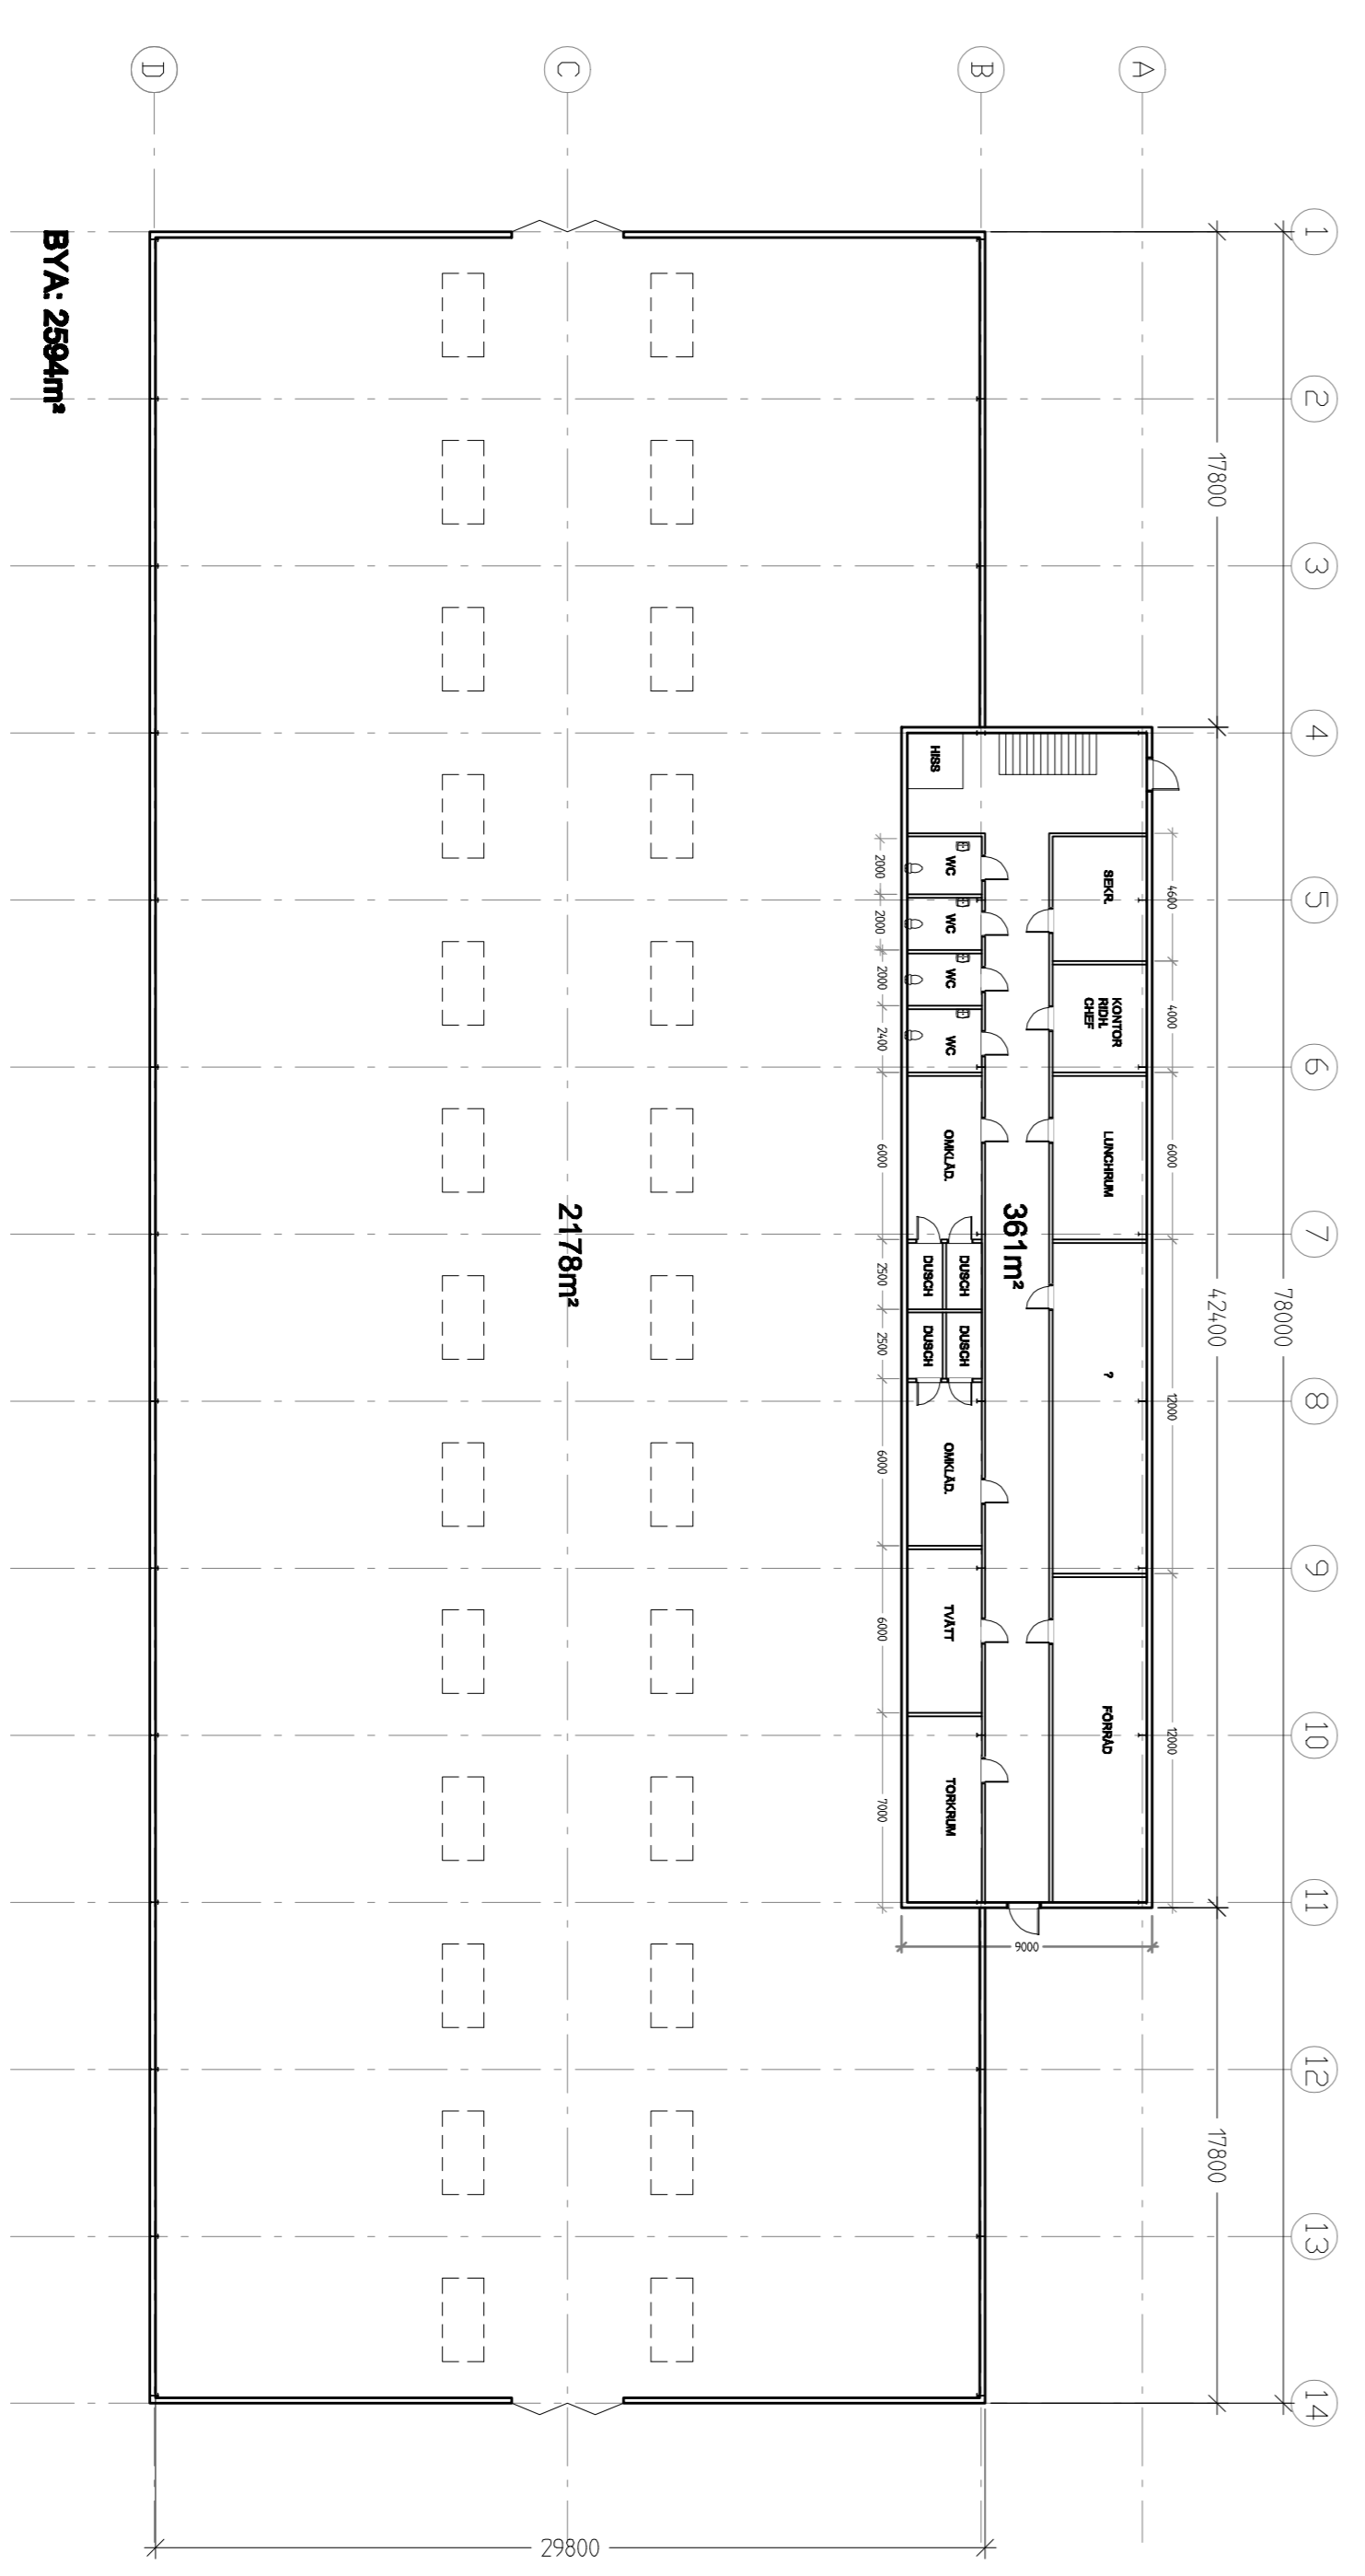 1
2
3
4
5
6
7
8
9
10
11
12
13
14
78000
17800
42400
17800
A
B
C
D
4600
4000
6000
12000
12000
SEKR.
KONTOR
RIDH.
CHEF
LUNCHRUM
?
FÖRRÅD
361m²
HISS
WC
WC
WC
WC
OMKLÄD.
DUSCH
DUSCH
DUSCH
DUSCH
OMKLÄD.
TVÄTT
TORKRUM
2000
2000
2000
2400
6000
2500
2500
6000
6000
7000
9000
2178m²
29800
BYA: 2594m²